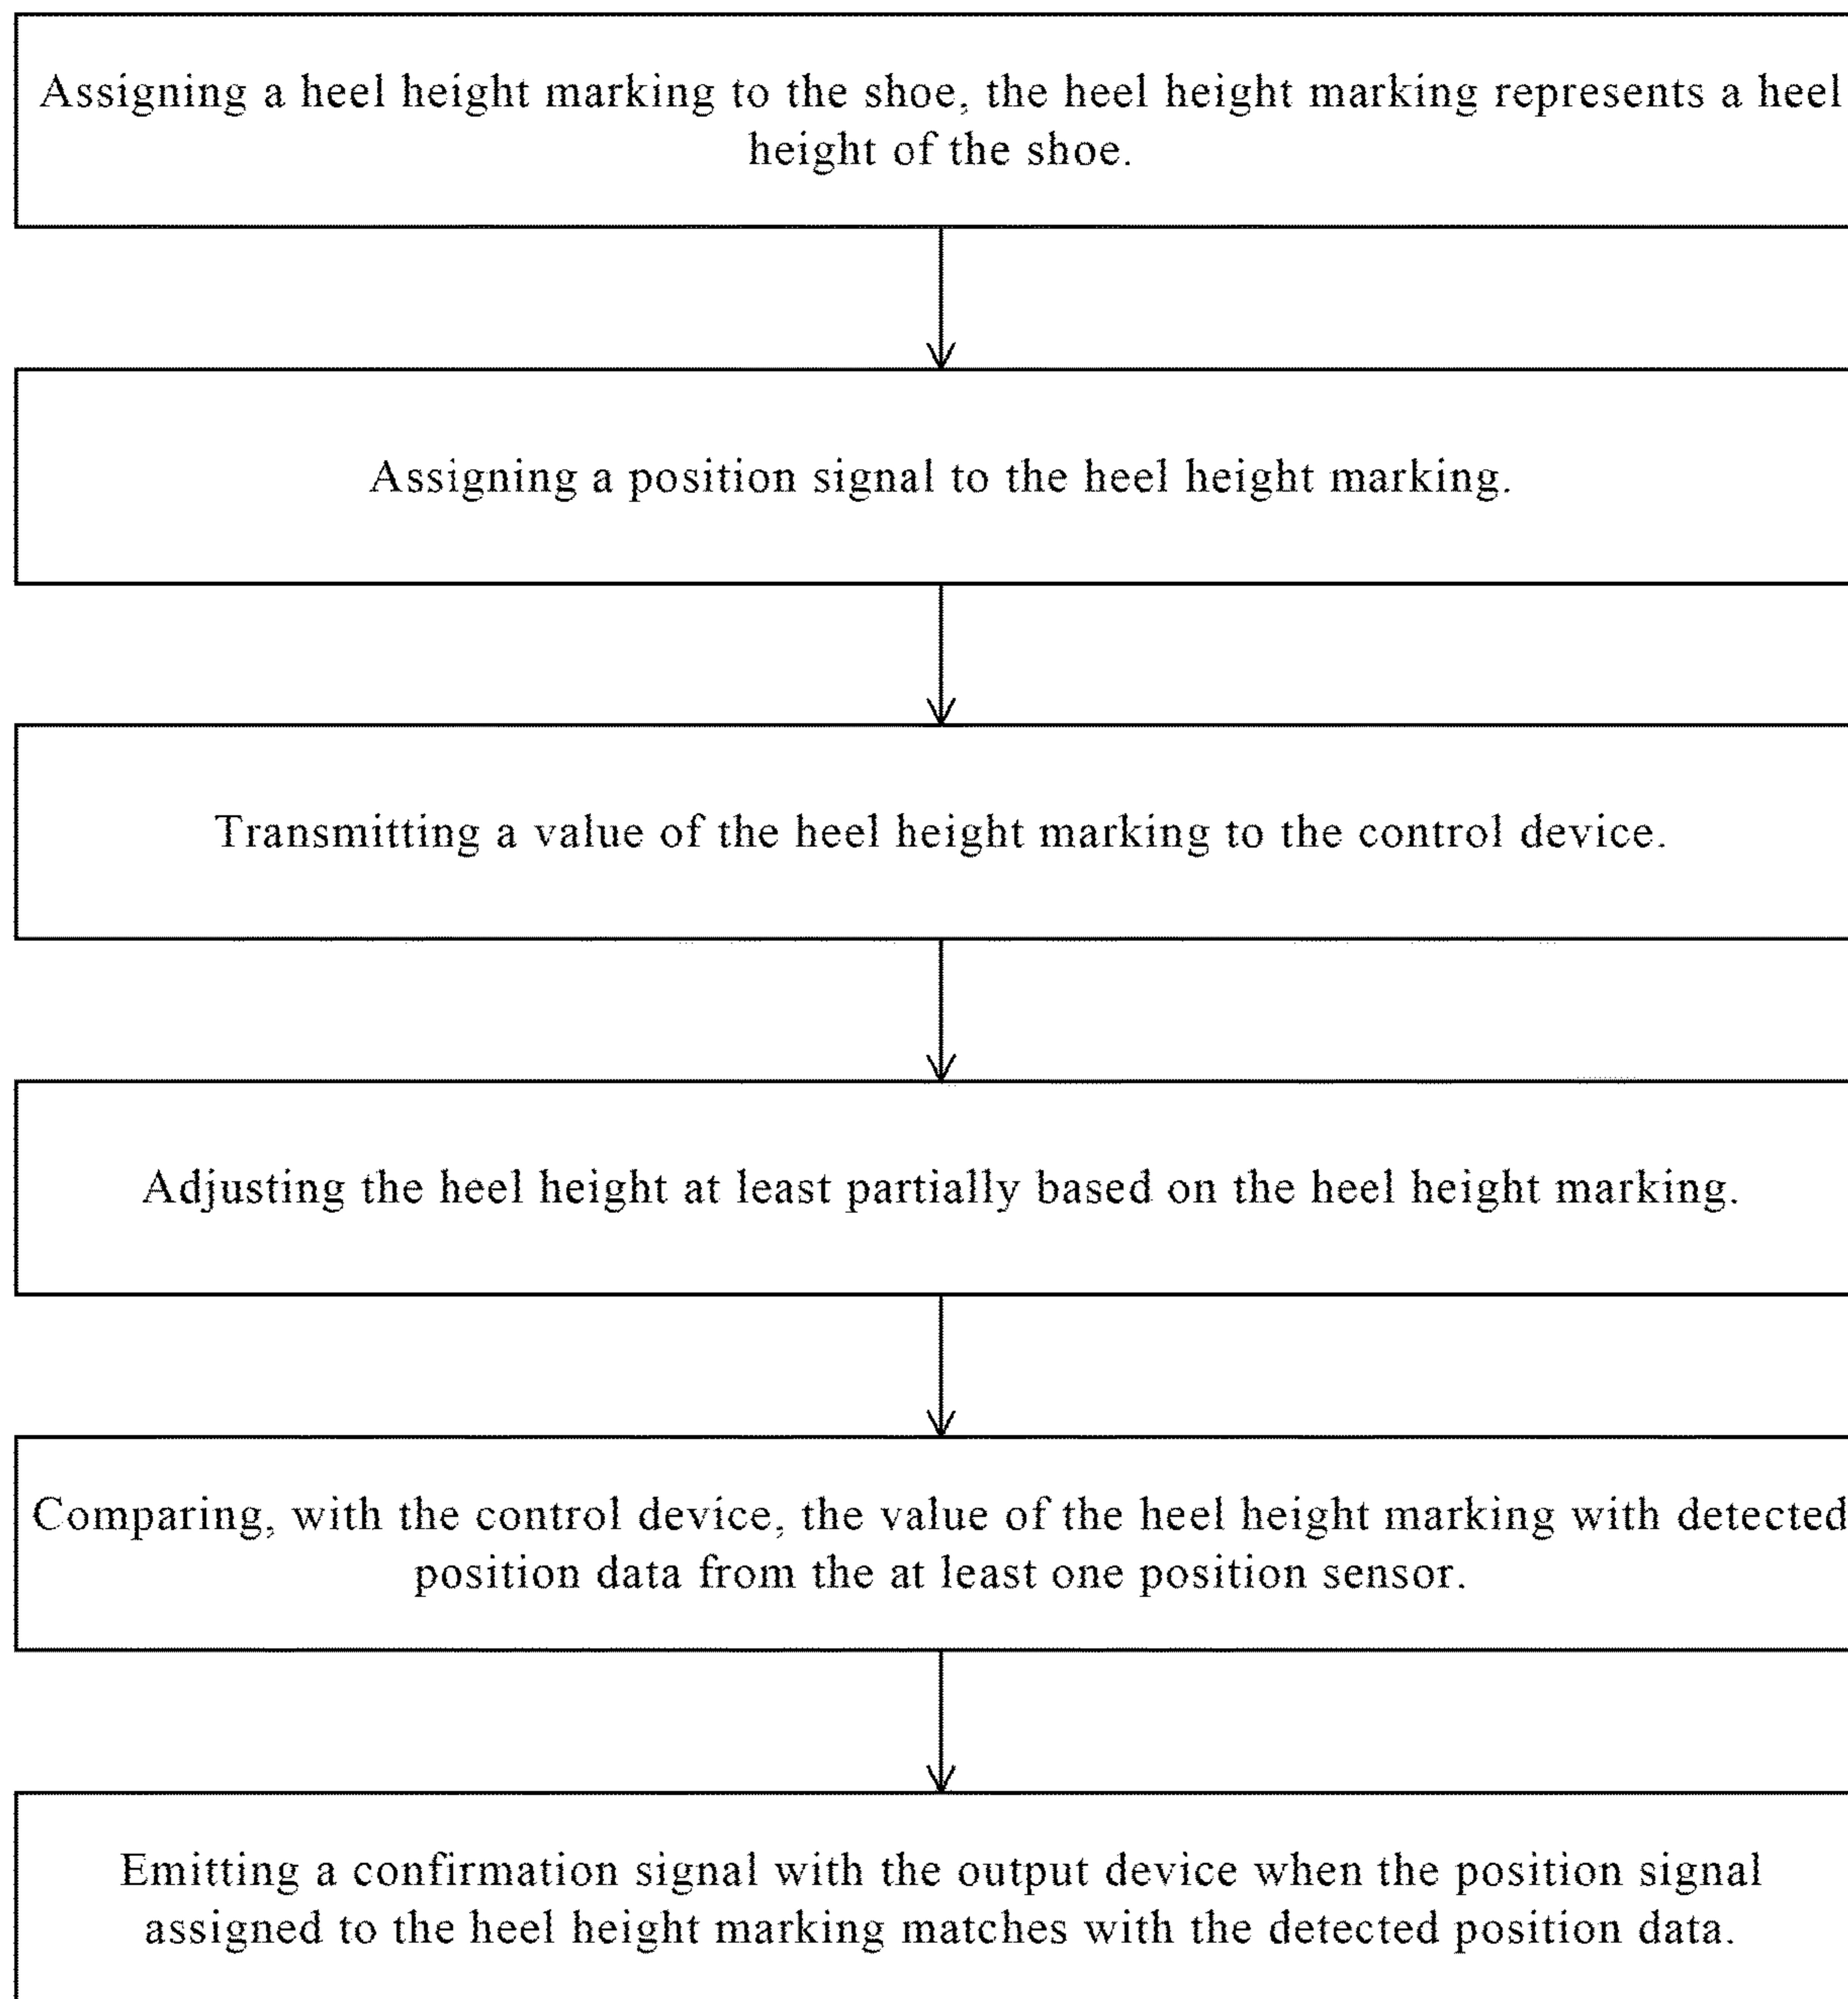 Assigning a heel height marking to the shoe, the heel height marking represents a heel
height of the shoe.
Assigning a position signal to the heel height marking.
Transmitting a value of the heel height marking to the control device.
Adjusting the heel height at least partially based on the heel height marking.
Comparing, with the control device, the value of the heel height marking with detected
position data from the at least one position sensor.
Emitting a confirmation signal with the output device when the position signal
assigned to the heel height marking matches with the detected position data.